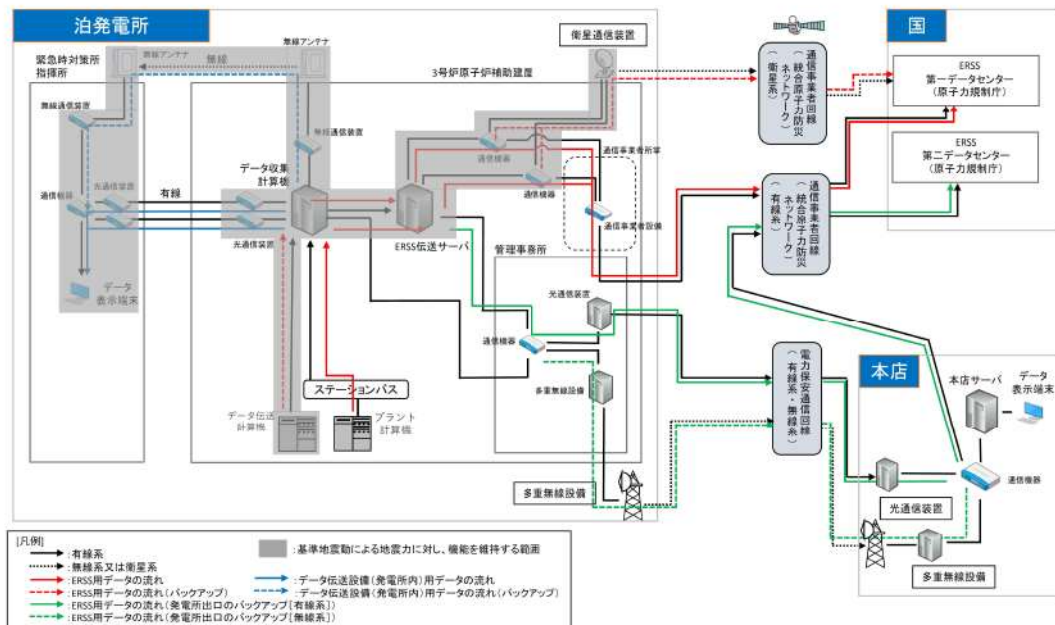 泊発電所
国
緊急時対策所
指揮所
無線アンテナ
無線
無線アンテナ
3号炉原子炉補助建屋
衛星通信装置
通信事業者回線
(統合原子力防災
ネットワーク)
(衛星系)
ERSS
第一データセンター
(原子力規制庁)
ERSS
第二データセンター
(原子力規制庁)
無線通信装置
無線通信装置
通信機器
通信事業者所掌
データ収集
計算機
通信機器
光通信装置
有線
通信機器
通信事業者設備
光通信装置
ERSS伝送サーバ
通信事業者回線
(統合原子力防災
ネットワーク)
(有線系)
データ
表示端末
管理事務所
光通信装置
通信機器
多重無線設備
電力保安通信回線
(有線系・無線系)
本店
本店サーバ
データ
表示端末
通信機器
光通信装置
多重無線設備
ステーションバス
データ伝送
計算機
プラント
計算機
多重無線設備
[凡例]
:有線系
:無線系又は衛星系
:ERSS用データの流れ
:ERSS用データの流れ(バックアップ)
:ERSS用データの流れ(発電所出口のバックアップ[有線系])
:ERSS用データの流れ(発電所出口のバックアップ[無線系])
:基準地震動による地震力に対し、機能を維持する範囲
:データ伝送設備(発電所内)用データの流れ
:データ伝送設備(発電所内)用データの流れ(バックアップ)